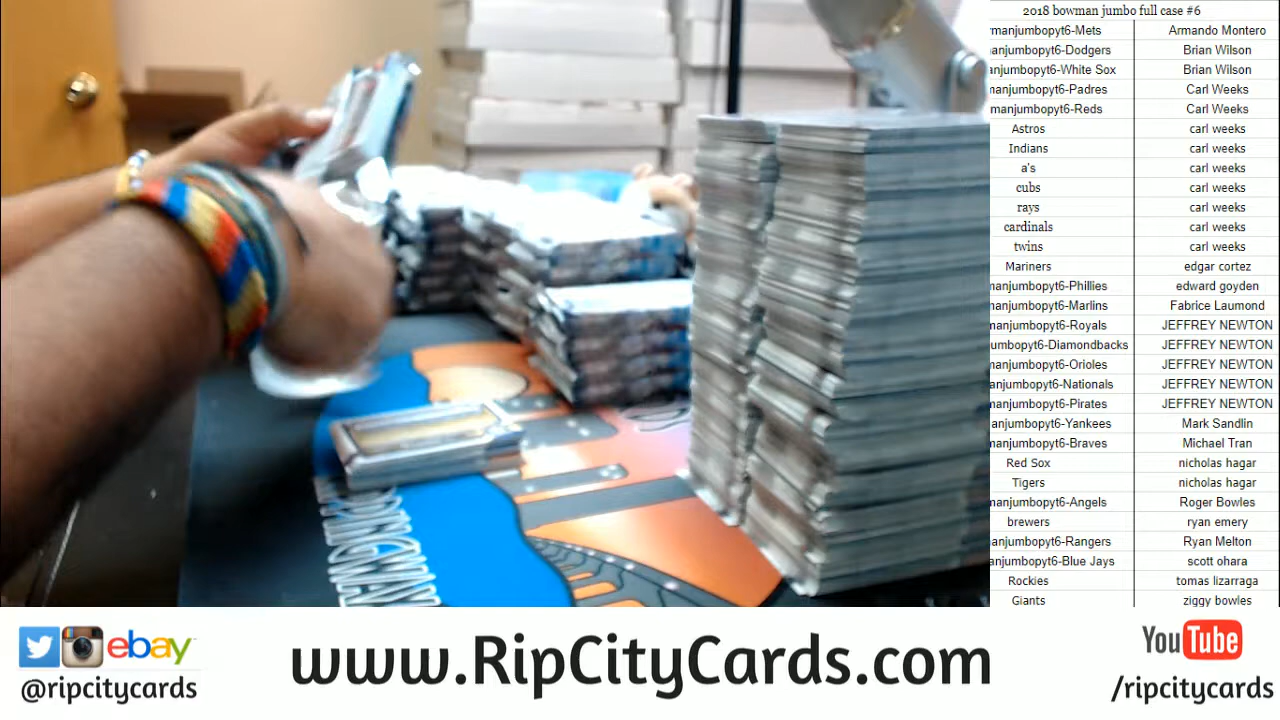 2018 bowman jumbo full case #6
manjumbopyt6-Mets Armando Montero
anjumbopyt6-Dodgers Brian Wilson
anjumbopyt6-White Sox Brian Wilson
manjumbopyt6-Padres Carl Weeks
manjumbopyt6-Reds Carl Weeks
Astros carl weeks
Indians carl weeks
a's carl weeks
cubs carl weeks
rays carl weeks
cardinals carl weeks
twins carl weeks
Mariners edgar cortez
manjumbopyt6-Phillies edward goyden
manjumbopyt6-Marlins Fabrice Laumond
manjumbopyt6-Royals JEFFREY NEWTON
umbopyt6-Diamondbacks JEFFREY NEWTON
anjumbopyt6-Orioles JEFFREY NEWTON
anjumbopyt6-Nationals JEFFREY NEWTON
manjumbopyt6-Pirates JEFFREY NEWTON
anjumbopyt6-Yankees Mark Sandlin
anjumbopyt6-Braves Michael Tran
Red Sox nicholas hagar
Tigers nicholas hagar
manjumbopyt6-Angels Roger Bowles
brewers ryan emery
anjumbopyt6-Rangers Ryan Melton
anjumbopyt6-Blue Jays scott ohara
Rockies tomas lizarraga
Giants ziggy bowles
ebay
@ripcitycards
www.RipCityCards.com
YouTube
/ripcitycards